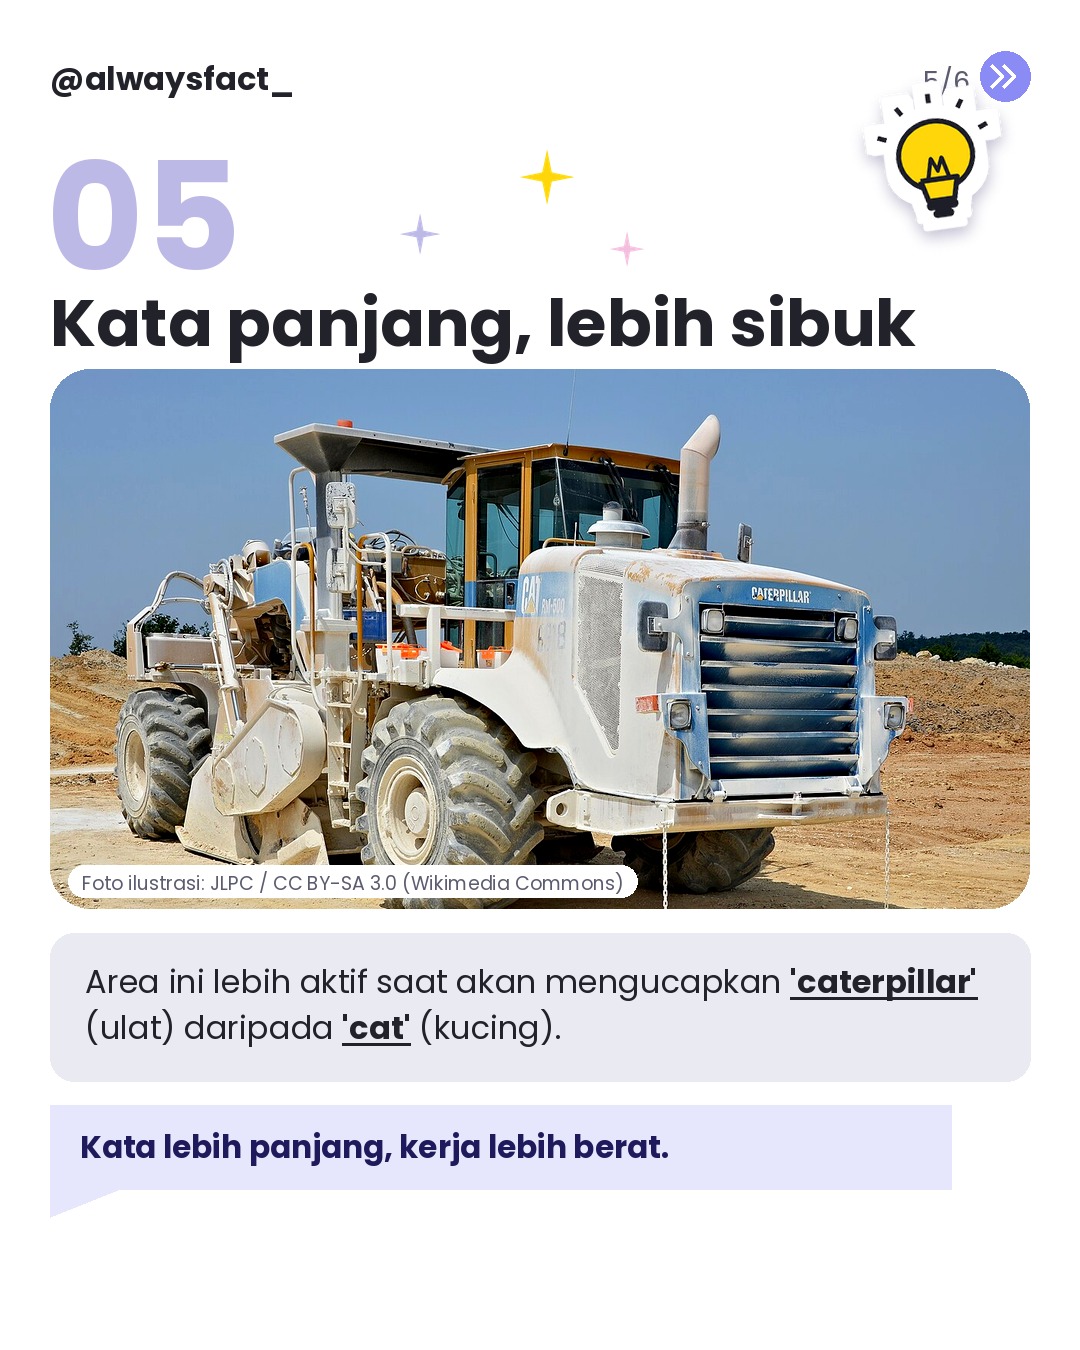 @alwaysfact_
5/6
05
Kata panjang, lebih sibuk
CATERPILLAR
CAT
RM-500
Foto ilustrasi: JLPC / CC BY-SA 3.0 (Wikimedia Commons)
Area ini lebih aktif saat akan mengucapkan 'caterpillar'
(ulat) daripada 'cat' (kucing).
Kata lebih panjang, kerja lebih berat.